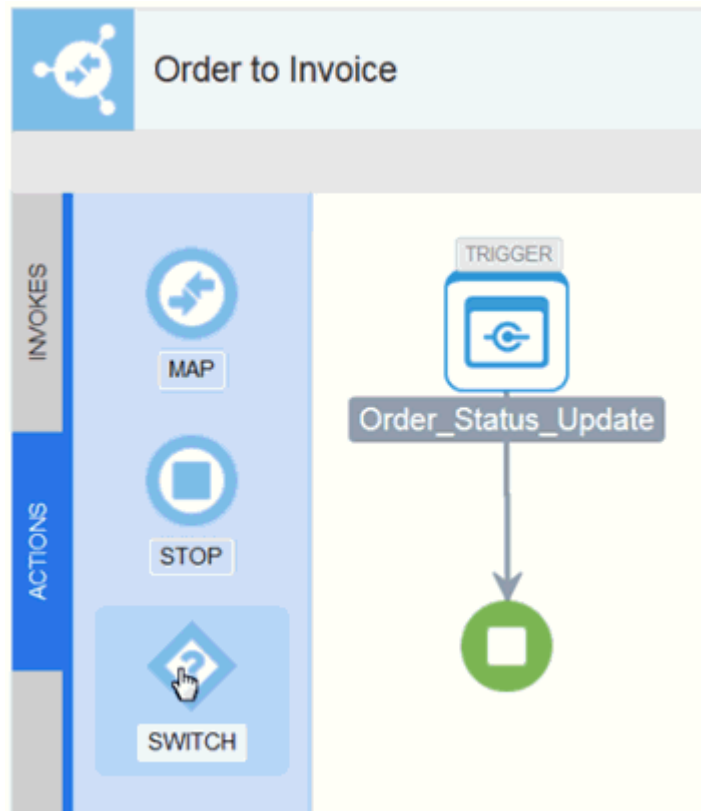 Order to Invoice
INVOKES
ACTIONS
MAP
STOP
SWITCH
TRIGGER
Order_Status_Update